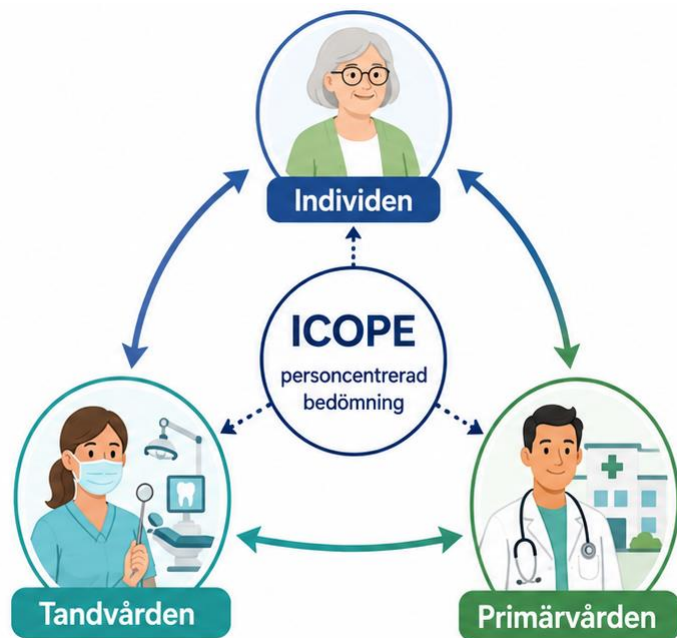 Individen
ICOPE
personcentrerad
bedömning
Tandvården
Primärvården